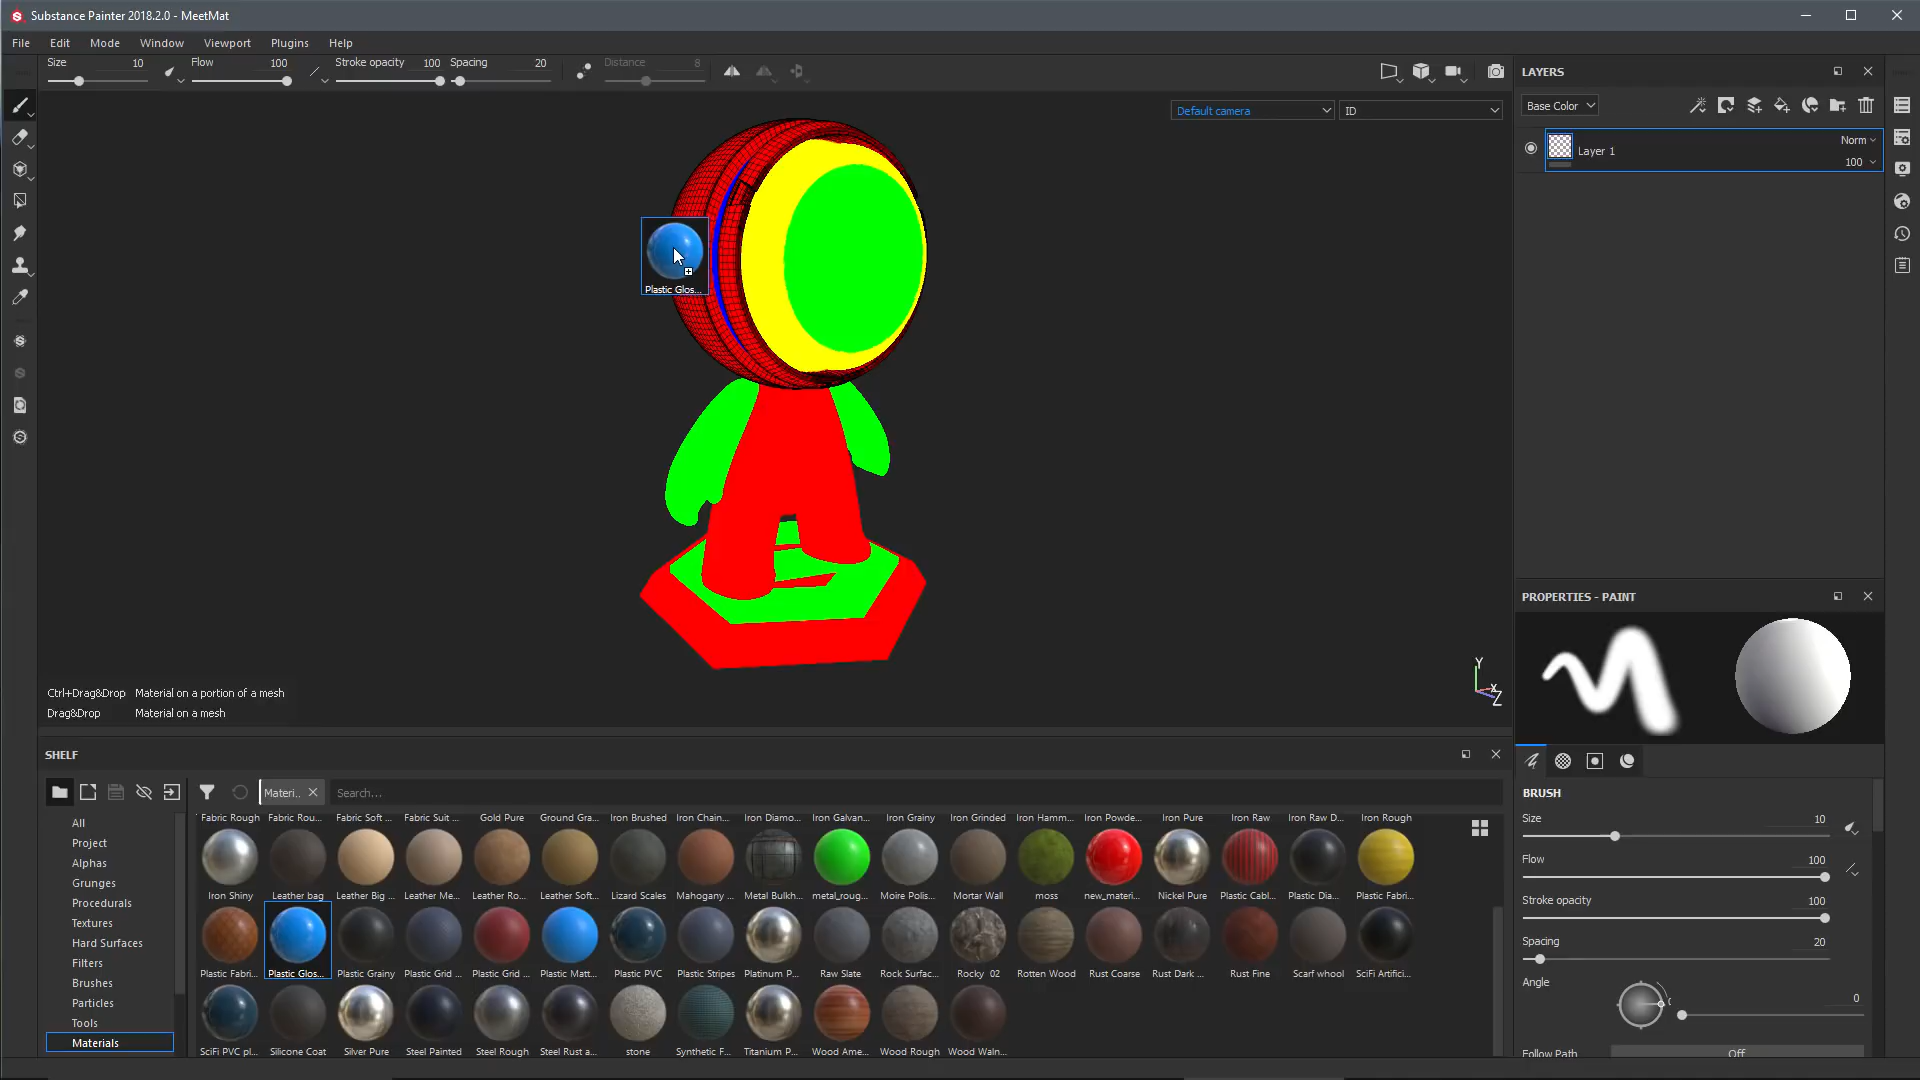 Substance Painter 2018.2.0 - MeetMat
File Edit Mode Window Viewport Plugins Help
Size 10 Flow 100 Stroke opacity 100 Spacing 20 Distance 8
Default camera ID
LAYERS
Base Color
Layer 1 Norm
100
Plastic Glos...
Ctrl+Drag&Drop Material on a portion of a mesh
Drag&Drop Material on a mesh
Y
X
Z
PROPERTIES - PAINT
SHELF
Materi.. Search...
All
Project
Alphas
Grunges
Procedurals
Textures
Hard Surfaces
Filters
Brushes
Particles
Tools
Materials
Fabric Rough Fabric Rou... Fabric Soft ... Fabric Suit ... Gold Pure Ground Gra... Iron Brushed Iron Chain... Iron Diamo... Iron Galvan... Iron Grainy Iron Grinded Iron Hamm... Iron Powde... Iron Pure Iron Raw Iron Raw D... Iron Rough
Iron Shiny Leather bag Leather Big ... Leather Me... Leather Ro... Leather Soft... Lizard Scales Mahogany ... Metal Bulkh... metal_roug... Moire Polis... Mortar Wall moss new_materi... Nickel Pure Plastic Cabl... Plastic Dia... Plastic Fabri...
Plastic Fabri... Plastic Glos... Plastic Grainy Plastic Grid ... Plastic Grid ... Plastic Matt... Plastic PVC Plastic Stripes Platinum P... Raw Slate Rock Surfac... Rocky 02 Rotten Wood Rust Coarse Rust Dark ... Rust Fine Scarf whool SciFi Artifici...
SciFi PVC pl... Silicone Coat Silver Pure Steel Painted Steel Rough Steel Rust a... stone Synthetic F... Titanium P... Wood Ame... Wood Rough Wood Waln...
BRUSH
Size 10
Flow 100
Stroke opacity 100
Spacing 20
Angle 0
Follow Path Off